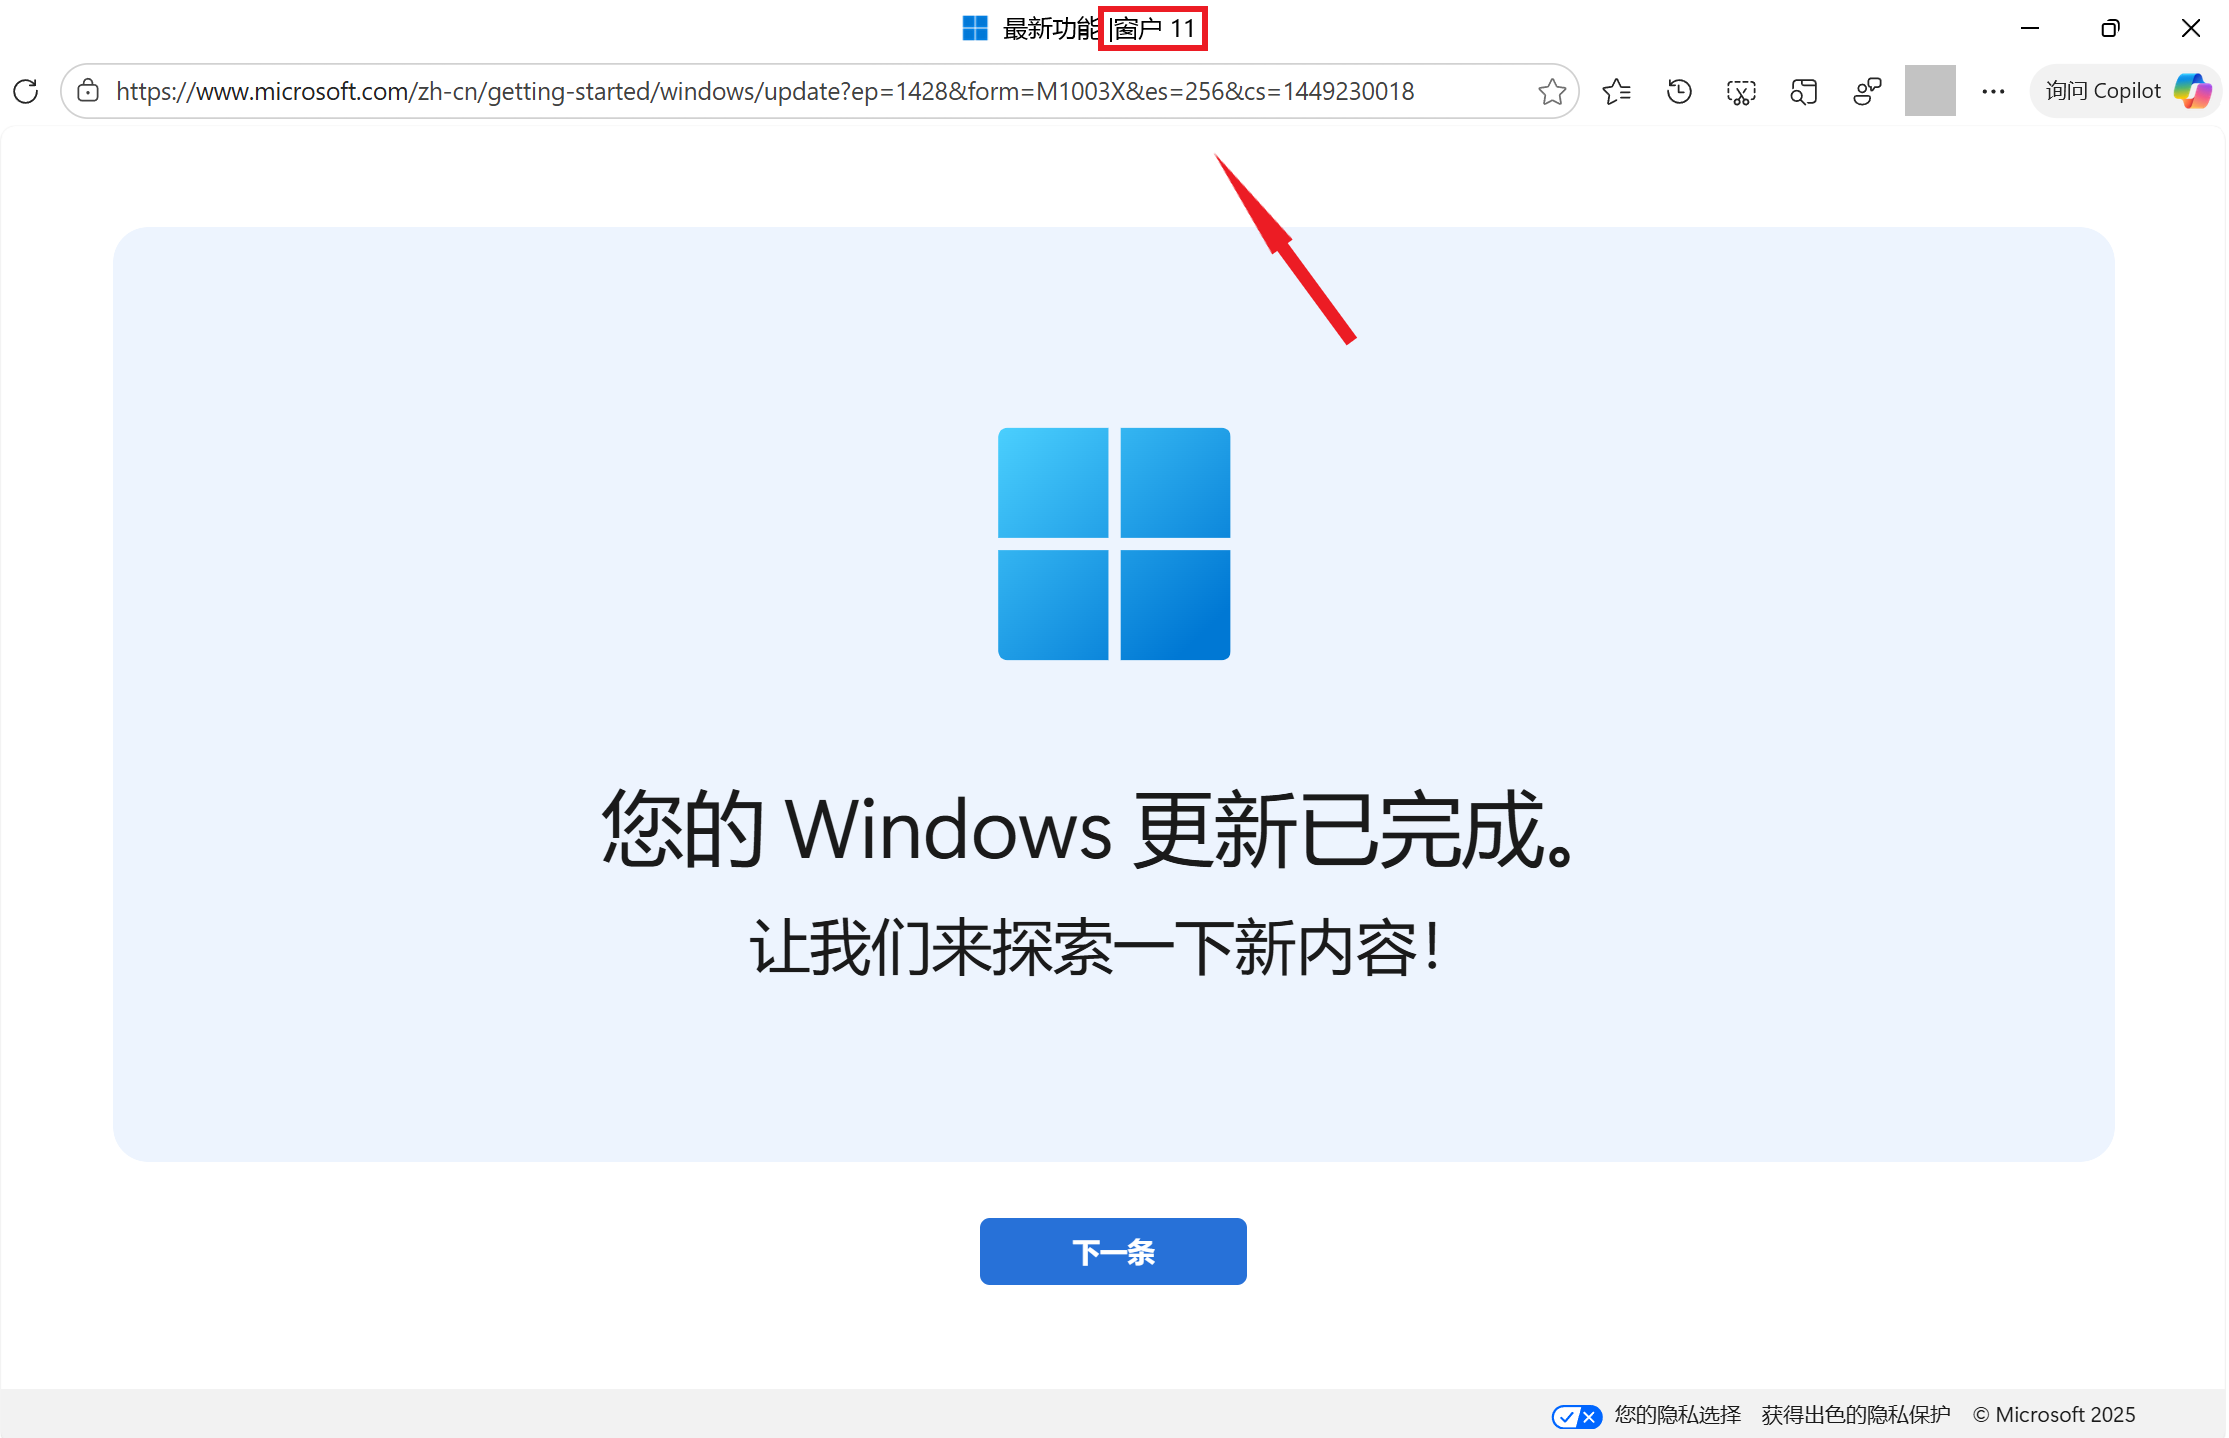 最新功能 |窗户 11
https://www.microsoft.com/zh-cn/getting-started/windows/update?ep=1428&form=M1003X&es=256&cs=1449230018
询问 Copilot
您的 Windows 更新已完成。
让我们来探索一下新内容！
下一条
您的隐私选择 获得出色的隐私保护 © Microsoft 2025